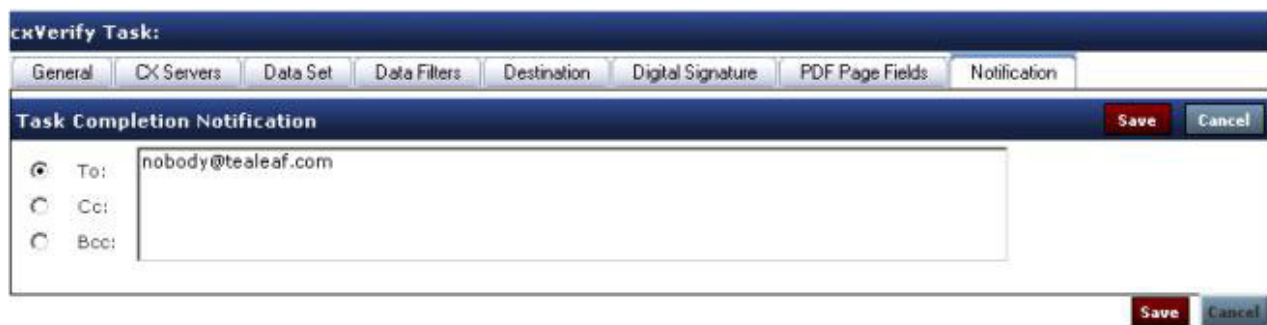 cxVerify Task:
General CX Servers Data Set Data Filters Destination Digital Signature PDF Page Fields Notification
Task Completion Notification Save Cancel
To: nobody@tealeaf.com
Cc:
Bcc:
Save Cancel